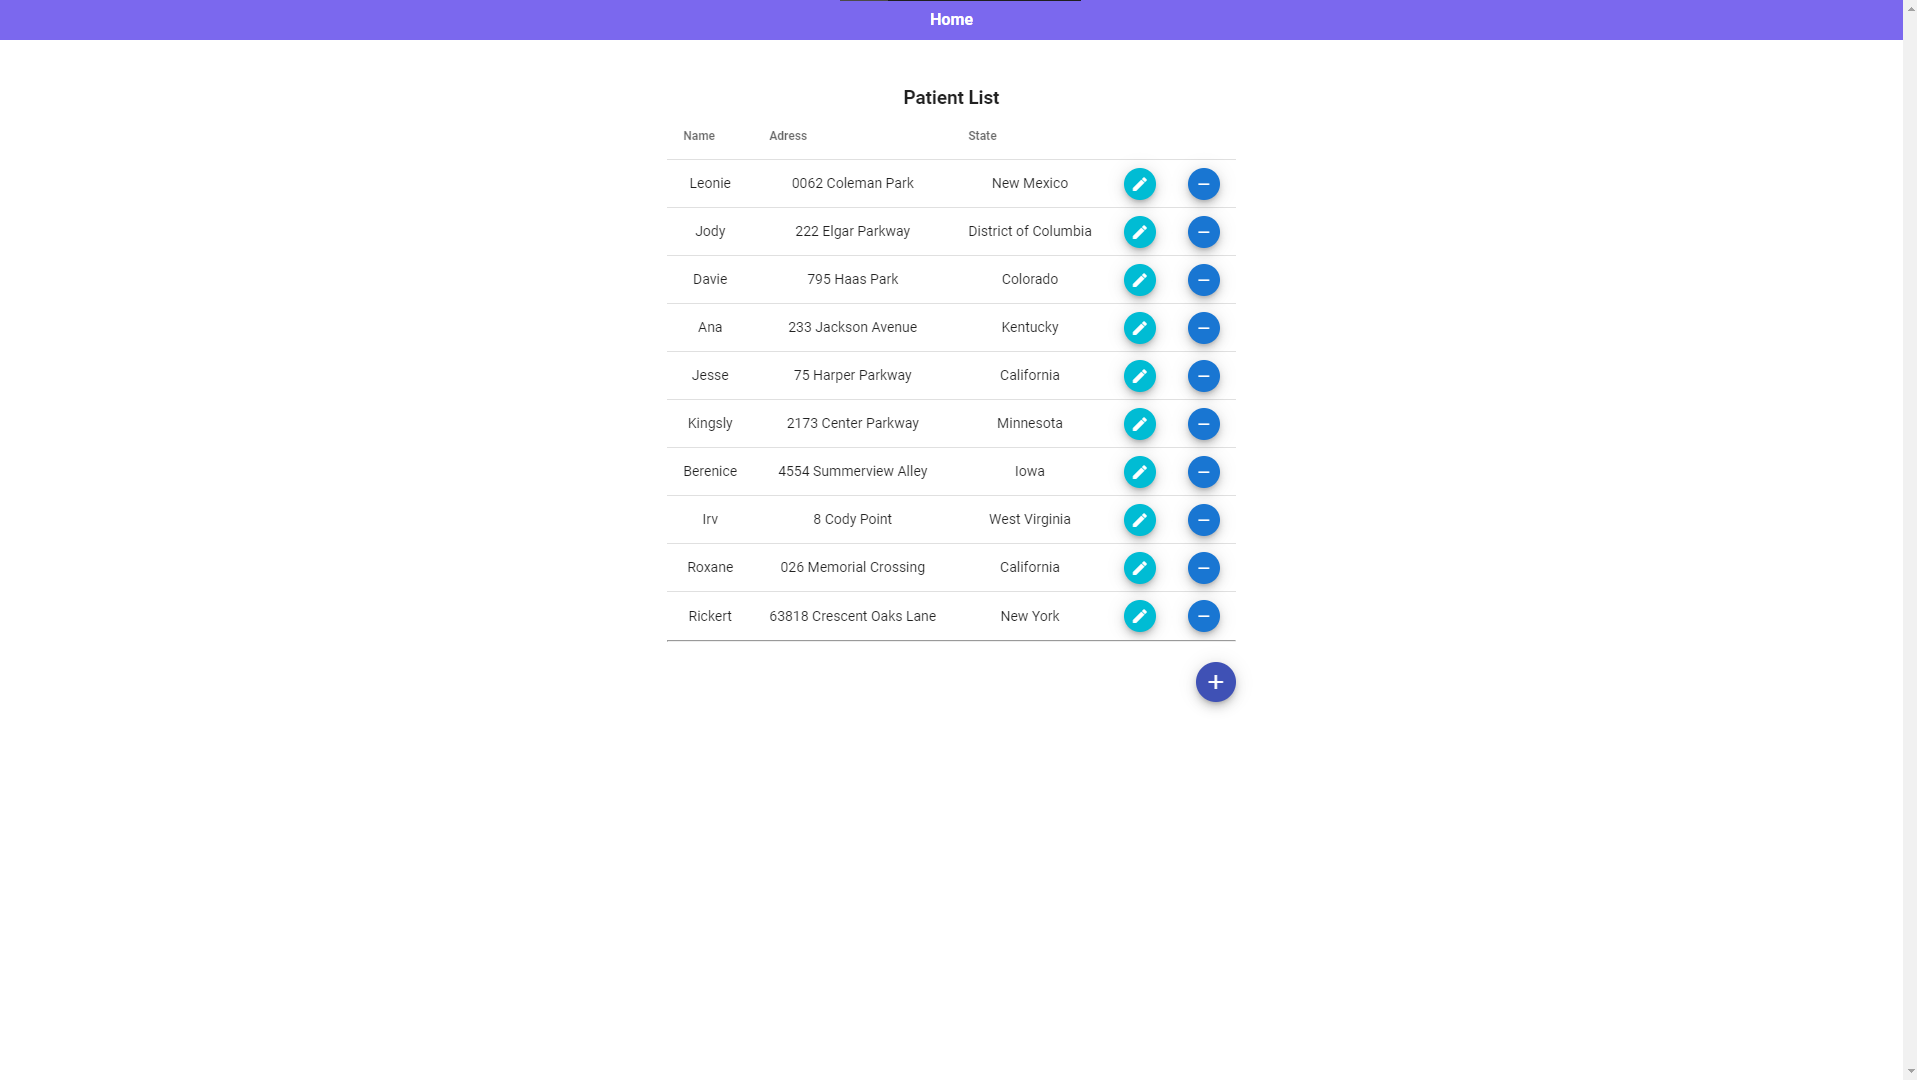 Home
Patient List
Name Adress State
Leonie 0062 Coleman Park New Mexico
Jody 222 Elgar Parkway District of Columbia
Davie 795 Haas Park Colorado
Ana 233 Jackson Avenue Kentucky
Jesse 75 Harper Parkway California
Kingsly 2173 Center Parkway Minnesota
Berenice 4554 Summerview Alley Iowa
Irv 8 Cody Point West Virginia
Roxane 026 Memorial Crossing California
Rickert 63818 Crescent Oaks Lane New York